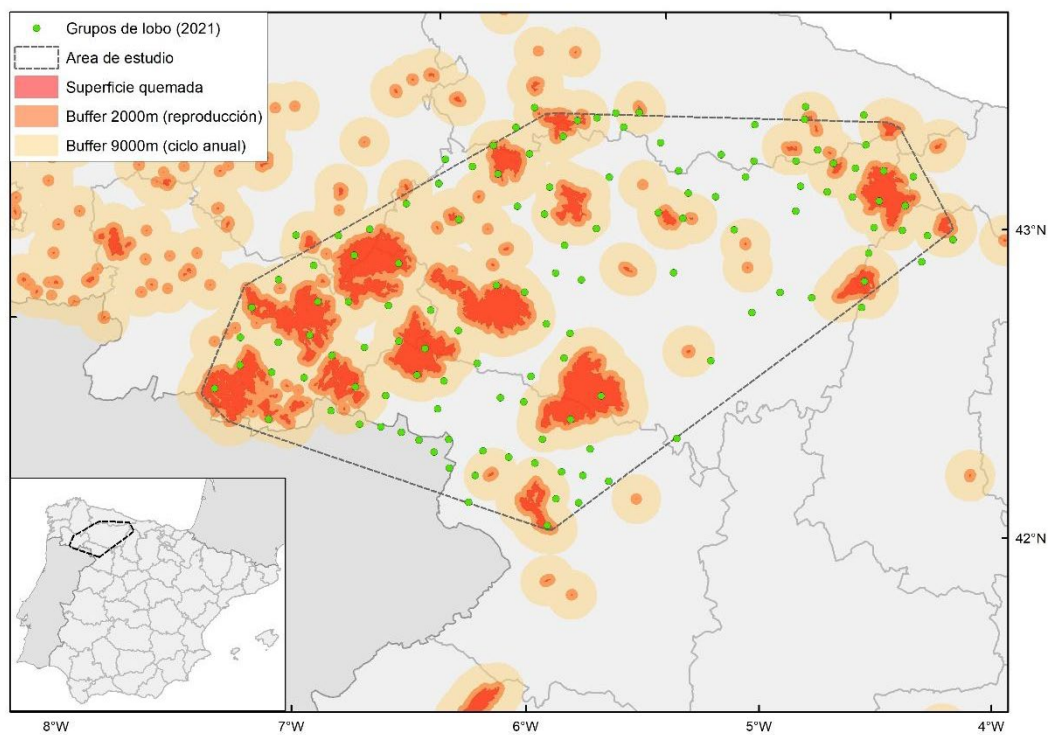 Grupos de lobo (2021)
Area de estudio
Superficie quemada
Buffer 2000m (reproducción)
Buffer 9000m (ciclo anual)
43°N
42°N
8°W
7°W
6°W
5°W
4°W